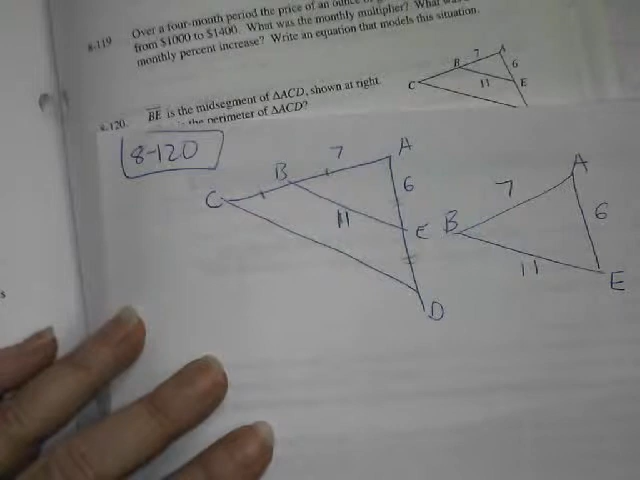 8-119
Over a four-month period the price of an ounce of
from $1000 to $1400. What was the monthly multiplier? What was
monthly percent increase? Write an equation that models this situation.
8-120.
BE is the midsegment of ΔACD, shown at right.
the perimeter of ΔACD?
A
7
B
6
C
11
E
8-120
A
7
B
6
C
11
E
D
A
7
6
B
11
E